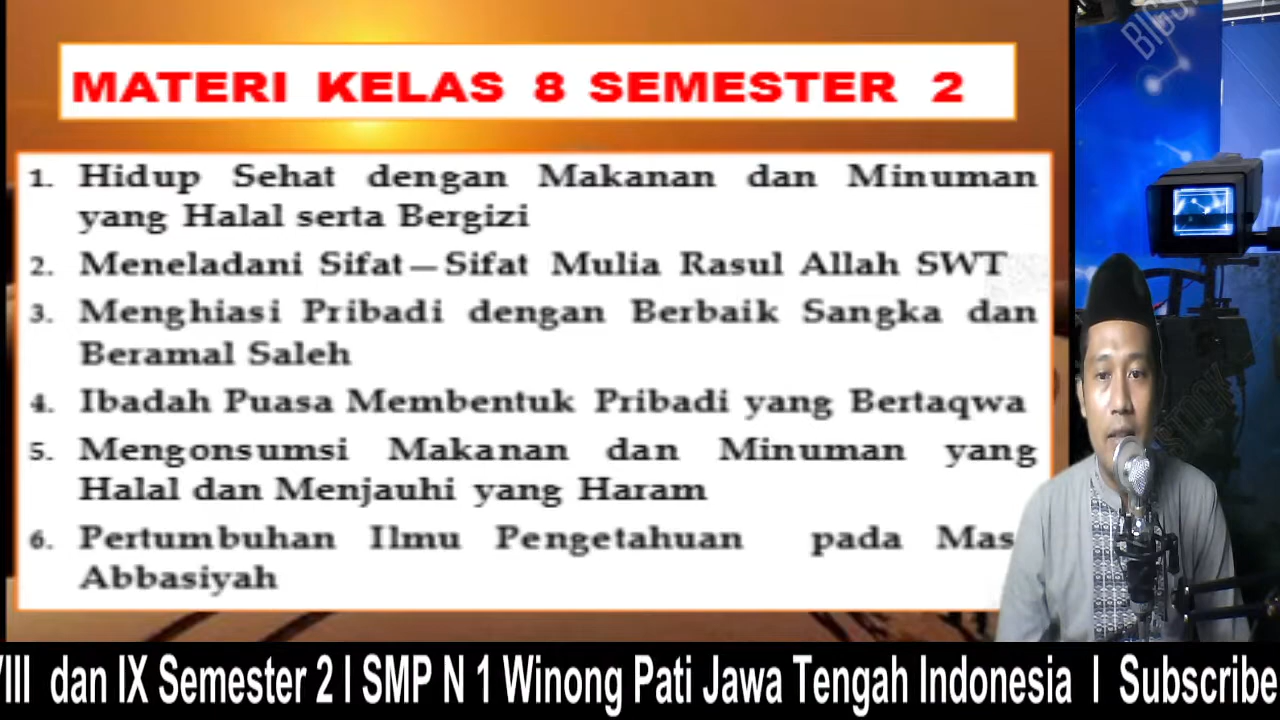 MATERI KELAS 8 SEMESTER 2
1. Hidup Sehat dengan Makanan dan Minuman
yang Halal serta Bergizi
2. Meneladani Sifat – Sifat Mulia Rasul Allah SWT
3. Menghiasi Pribadi dengan Berbaik Sangka dan
Beramal Saleh
4. Ibadah Puasa Membentuk Pribadi yang Bertaqwa
5. Mengonsumsi Makanan dan Minuman yang
Halal dan Menjauhi yang Haram
6. Pertumbuhan Ilmu Pengetahuan pada Mas
Abbasiyah
VIII dan IX Semester 2 I SMP N 1 Winong Pati Jawa Tengah Indonesia I Subscribe